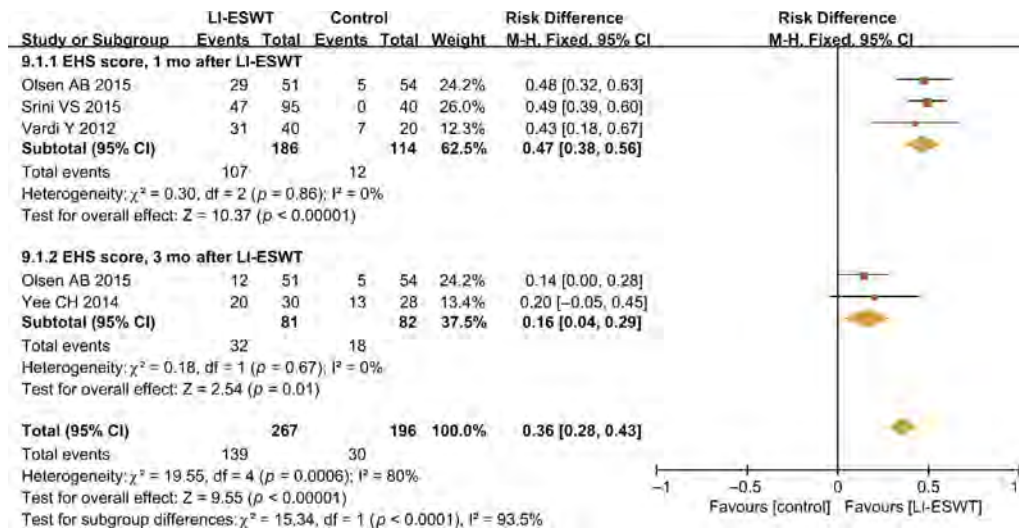 LI-ESWT Control Risk Difference Risk Difference
Study or Subgroup Events Total Events Total Weight M-H, Fixed, 95% CI M-H, Fixed, 95% CI
9.1.1 EHS score, 1 mo after LI-ESWT
Olsen AB 2015 29 51 5 54 24.2% 0.48 [0.32, 0.63]
Srini VS 2015 47 95 0 40 26.0% 0.49 [0.39, 0.60]
Vardi Y 2012 31 40 7 20 12.3% 0.43 [0.18, 0.67]
Subtotal (95% CI) 186 114 62.5% 0.47 [0.38, 0.56]
Total events 107 12
Heterogeneity: χ² = 0.30, df = 2 (p = 0.86); I² = 0%
Test for overall effect: Z = 10.37 (p < 0.00001)
9.1.2 EHS score, 3 mo after LI-ESWT
Olsen AB 2015 12 51 5 54 24.2% 0.14 [0.00, 0.28]
Yee CH 2014 20 30 13 28 13.4% 0.20 [−0.05, 0.45]
Subtotal (95% CI) 81 82 37.5% 0.16 [0.04, 0.29]
Total events 32 18
Heterogeneity: χ² = 0.18, df = 1 (p = 0.67); I² = 0%
Test for overall effect: Z = 2.54 (p = 0.01)
Total (95% CI) 267 196 100.0% 0.36 [0.28, 0.43]
Total events 139 30
Heterogeneity: χ² = 19.55, df = 4 (p = 0.0006); I² = 80%
Test for overall effect: Z = 9.55 (p < 0.00001)
Test for subgroup differences: χ² = 15.34, df = 1 (p < 0.0001), I² = 93.5%
−1 −0.5 0 0.5 1
Favours [control] Favours [LI-ESWT]